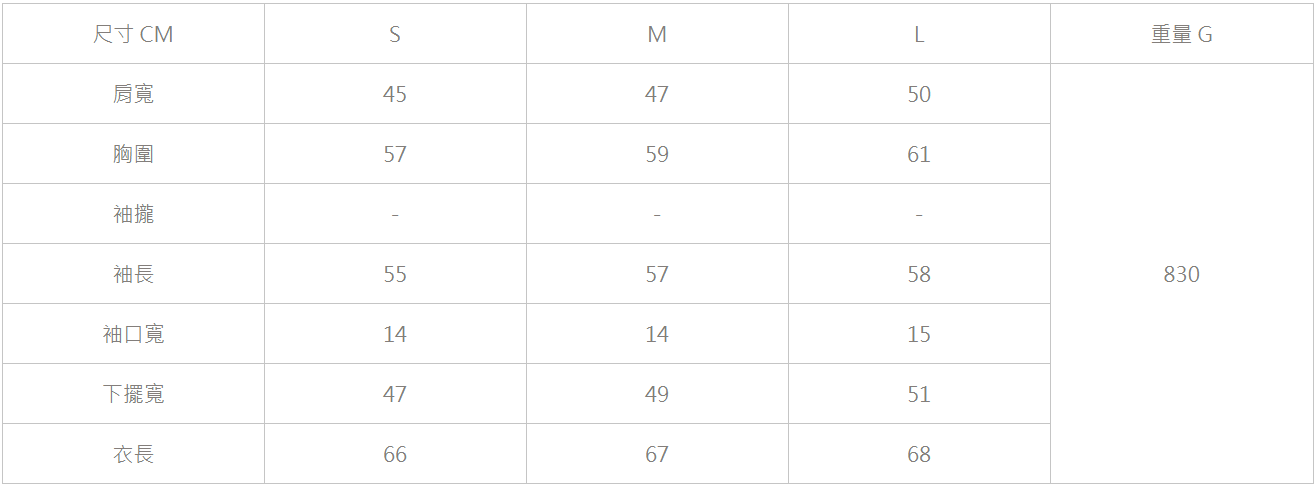 尺寸 CM S M L 重量 G
肩寬 45 47 50
胸圍 57 59 61
袖攏 - - -
袖長 55 57 58 830
袖口寬 14 14 15
下擺寬 47 49 51
衣長 66 67 68